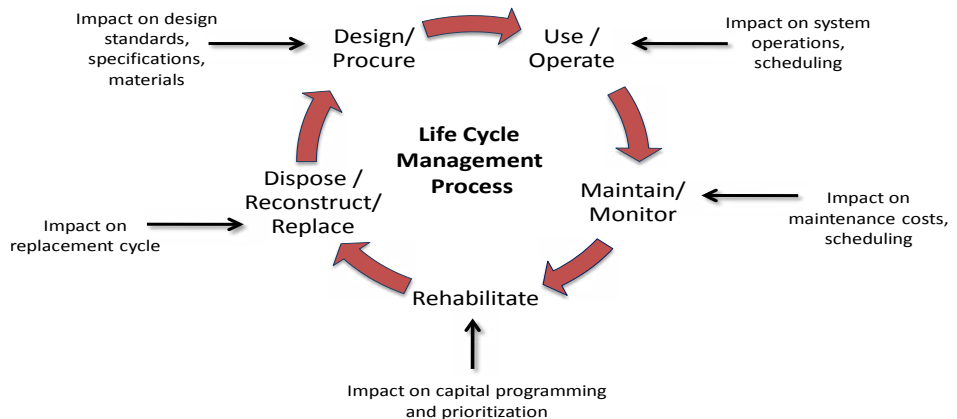 Impact on design
standards,
specifications,
materials
Design/
Procure
Use /
Operate
Impact on system
operations,
scheduling
Life Cycle
Management
Process
Dispose /
Reconstruct/
Replace
Maintain/
Monitor
Impact on
maintenance costs,
scheduling
Impact on
replacement cycle
Rehabilitate
Impact on capital programming
and prioritization